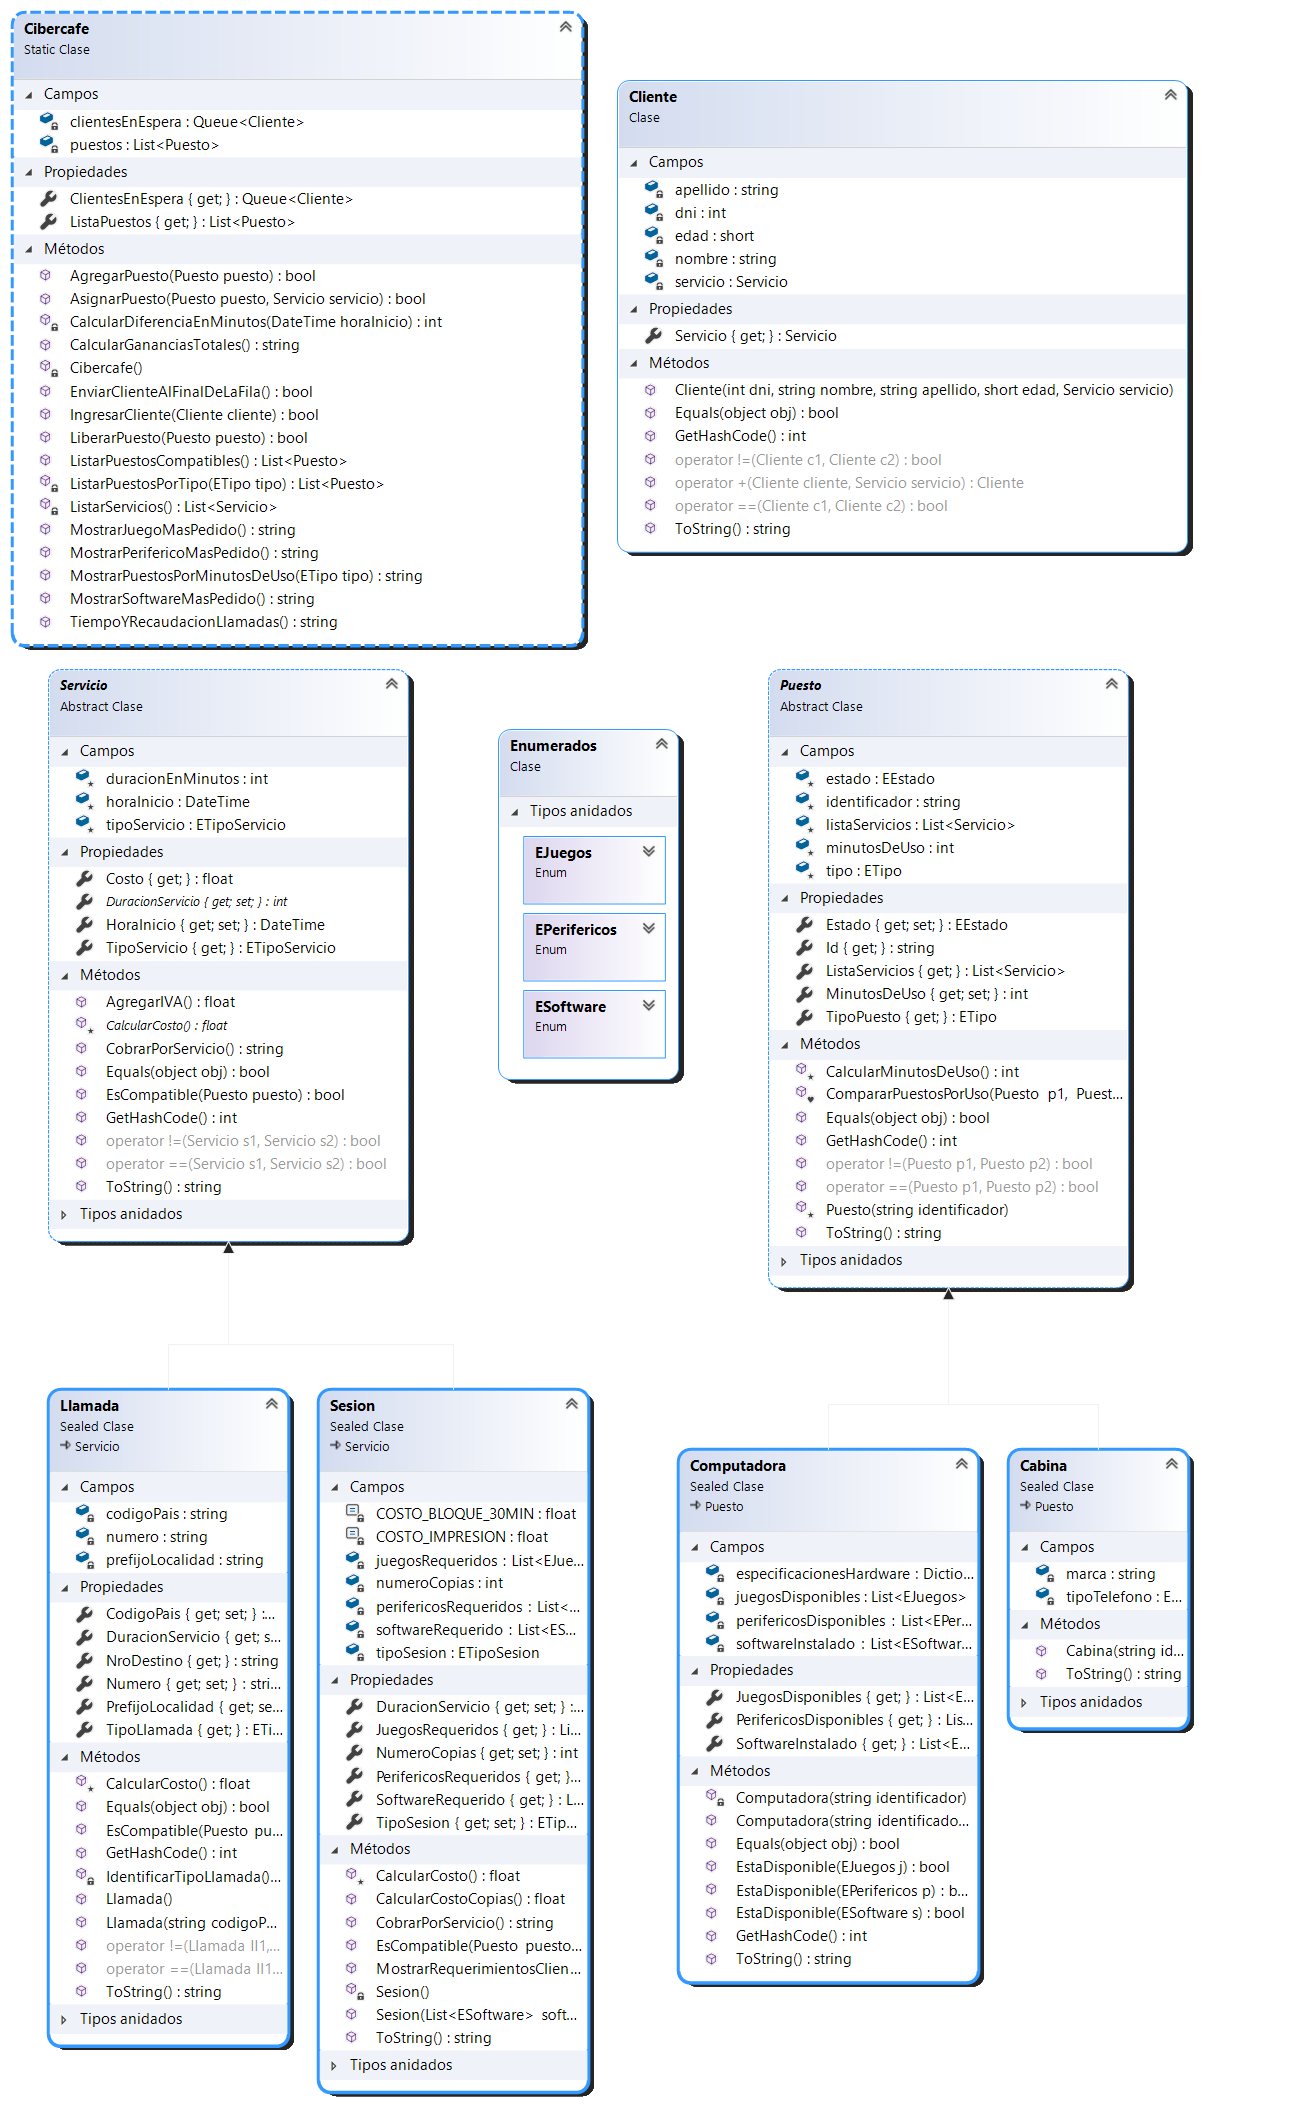 Cibercafe
Static Clase
Campos
clientesEnEspera : Queue<Cliente>
puestos : List<Puesto>
Propiedades
ClientesEnEspera { get; } : Queue<Cliente>
ListaPuestos { get; } : List<Puesto>
Métodos
AgregarPuesto(Puesto puesto) : bool
AsignarPuesto(Puesto puesto, Servicio servicio) : bool
CalcularDiferenciaEnMinutos(DateTime horaInicio) : int
CalcularGananciasTotales() : string
Cibercafe()
EnviarClienteAlFinalDeLaFila() : bool
IngresarCliente(Cliente cliente) : bool
LiberarPuesto(Puesto puesto) : bool
ListarPuestosCompatibles() : List<Puesto>
ListarPuestosPorTipo(ETipo tipo) : List<Puesto>
ListarServicios() : List<Servicio>
MostrarJuegoMasPedido() : string
MostrarPerifericoMasPedido() : string
MostrarPuestosPorMinutosDeUso(ETipo tipo) : string
MostrarSoftwareMasPedido() : string
TiempoYRecaudacionLlamadas() : string
Cliente
Clase
Campos
apellido : string
dni : int
edad : short
nombre : string
servicio : Servicio
Propiedades
Servicio { get; } : Servicio
Métodos
Cliente(int dni, string nombre, string apellido, short edad, Servicio servicio)
Equals(object obj) : bool
GetHashCode() : int
operator !=(Cliente c1, Cliente c2) : bool
operator +(Cliente cliente, Servicio servicio) : Cliente
operator ==(Cliente c1, Cliente c2) : bool
ToString() : string
Servicio
Abstract Clase
Campos
duracionEnMinutos : int
horaInicio : DateTime
tipoServicio : ETipoServicio
Propiedades
Costo { get; } : float
DuracionServicio { get; set; } : int
HoraInicio { get; set; } : DateTime
TipoServicio { get; } : ETipoServicio
Métodos
AgregarIVA() : float
CalcularCosto() : float
CobrarPorServicio() : string
Equals(object obj) : bool
EsCompatible(Puesto puesto) : bool
GetHashCode() : int
operator !=(Servicio s1, Servicio s2) : bool
operator ==(Servicio s1, Servicio s2) : bool
ToString() : string
Tipos anidados
Enumerados
Clase
Tipos anidados
EJuegos
Enum
EPerifericos
Enum
ESoftware
Enum
Puesto
Abstract Clase
Campos
estado : EEstado
identificador : string
listaServicios : List<Servicio>
minutosDeUso : int
tipo : ETipo
Propiedades
Estado { get; set; } : EEstado
Id { get; } : string
ListaServicios { get; } : List<Servicio>
MinutosDeUso { get; set; } : int
TipoPuesto { get; } : ETipo
Métodos
CalcularMinutosDeUso() : int
CompararPuestosPorUso(Puesto p1, Puest...
Equals(object obj) : bool
GetHashCode() : int
operator !=(Puesto p1, Puesto p2) : bool
operator ==(Puesto p1, Puesto p2) : bool
Puesto(string identificador)
ToString() : string
Tipos anidados
Llamada
Sealed Clase
Servicio
Campos
codigoPais : string
numero : string
prefijoLocalidad : string
Propiedades
CodigoPais { get; set; } :...
DuracionServicio { get; s...
NroDestino { get; } : string
Numero { get; set; } : stri...
PrefijoLocalidad { get; se...
TipoLlamada { get; } : ETi...
Métodos
CalcularCosto() : float
Equals(object obj) : bool
EsCompatible(Puesto pu...
GetHashCode() : int
IdentificarTipoLlamada()...
Llamada()
Llamada(string codigoP...
operator !=(Llamada ll1,...
operator ==(Llamada ll1...
ToString() : string
Tipos anidados
Sesion
Sealed Clase
Servicio
Campos
COSTO_BLOQUE_30MIN : float
COSTO_IMPRESION : float
juegosRequeridos : List<EJue...
numeroCopias : int
perifericosRequeridos : List<...
softwareRequerido : List<ES...
tipoSesion : ETipoSesion
Propiedades
DuracionServicio { get; set; } :...
JuegosRequeridos { get; } : Li...
NumeroCopias { get; set; } : int
PerifericosRequeridos { get; }...
SoftwareRequerido { get; } : L...
TipoSesion { get; set; } : ETip...
Métodos
CalcularCosto() : float
CalcularCostoCopias() : float
CobrarPorServicio() : string
EsCompatible(Puesto puesto...
MostrarRequerimientosClien...
Sesion()
Sesion(List<ESoftware> soft...
ToString() : string
Tipos anidados
Computadora
Sealed Clase
Puesto
Campos
especificacionesHardware : Dictio...
juegosDisponibles : List<EJuegos>
perifericosDisponibles : List<EPer...
softwareInstalado : List<ESoftwar...
Propiedades
JuegosDisponibles { get; } : List<E...
PerifericosDisponibles { get; } : Lis...
SoftwareInstalado { get; } : List<E...
Métodos
Computadora(string identificador)
Computadora(string identificado...
Equals(object obj) : bool
EstaDisponible(EJuegos j) : bool
EstaDisponible(EPerifericos p) : b...
EstaDisponible(ESoftware s) : bool
GetHashCode() : int
ToString() : string
Cabina
Sealed Clase
Puesto
Campos
marca : string
tipoTelefono : E...
Métodos
Cabina(string id...
ToString() : string
Tipos anidados